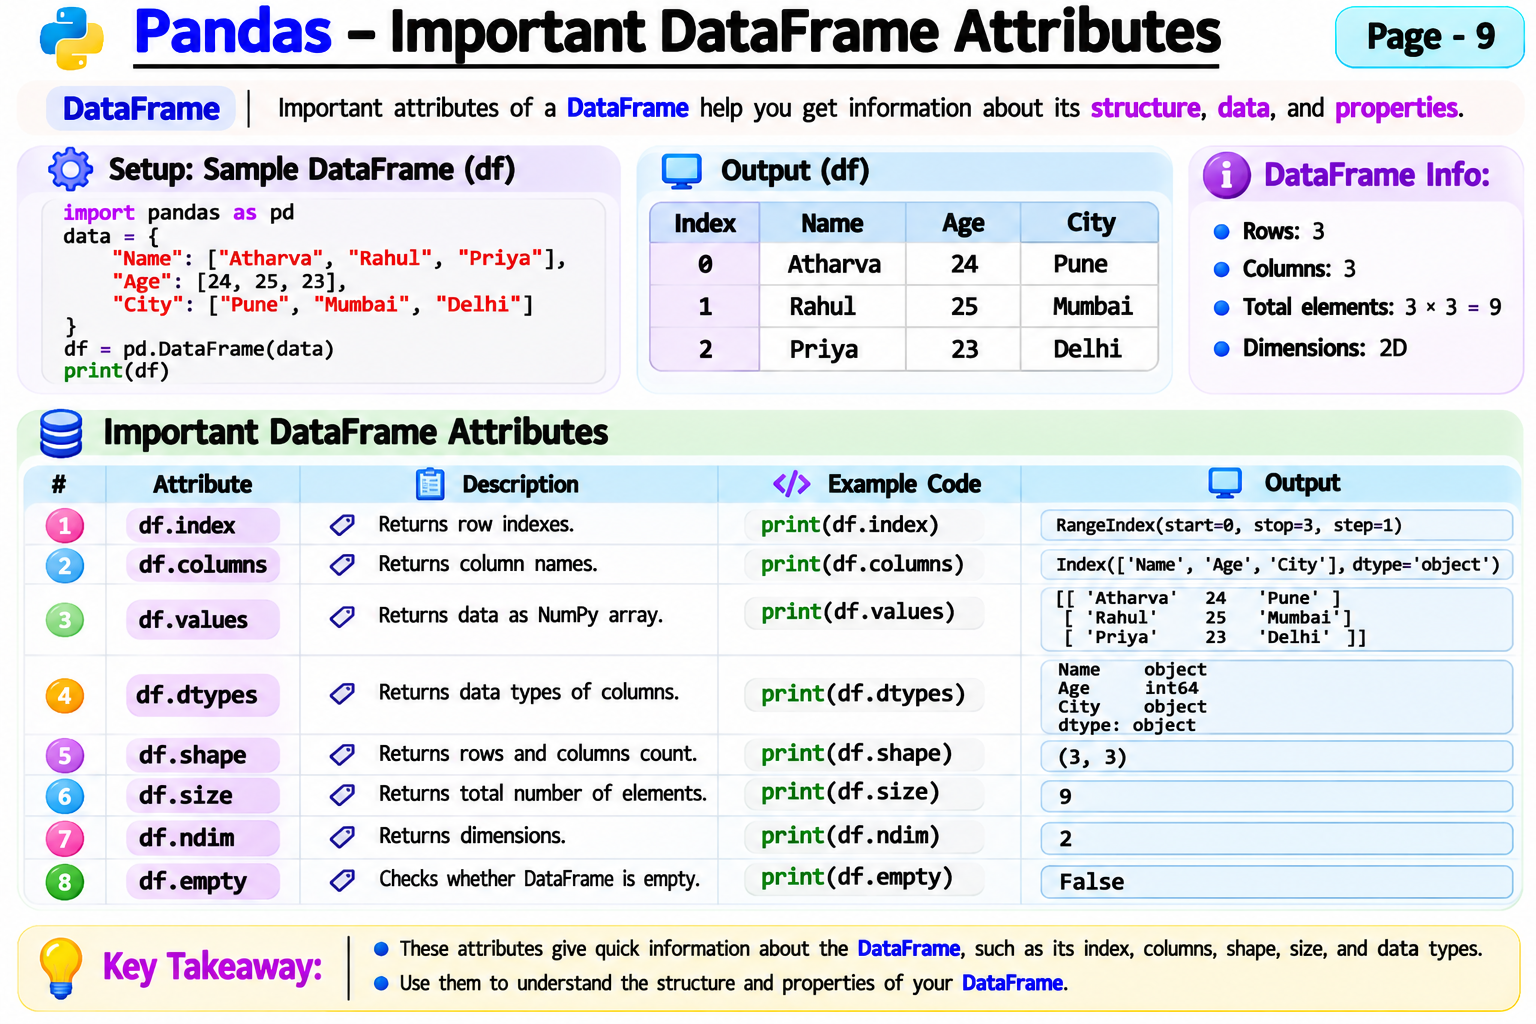 Pandas – Important DataFrame Attributes
Page - 9
DataFrame
Important attributes of a DataFrame help you get information about its structure, data, and properties.
Setup: Sample DataFrame (df)
import pandas as pd
data = {
"Name": ["Atharva", "Rahul", "Priya"],
"Age": [24, 25, 23],
"City": ["Pune", "Mumbai", "Delhi"]
}
df = pd.DataFrame(data)
print(df)
Output (df)
Index Name Age City
0 Atharva 24 Pune
1 Rahul 25 Mumbai
2 Priya 23 Delhi
DataFrame Info:
Rows: 3
Columns: 3
Total elements: 3 × 3 = 9
Dimensions: 2D
Important DataFrame Attributes
# Attribute Description </> Example Code Output
1 df.index Returns row indexes. print(df.index) RangeIndex(start=0, stop=3, step=1)
2 df.columns Returns column names. print(df.columns) Index(['Name', 'Age', 'City'], dtype='object')
3 df.values Returns data as NumPy array. print(df.values)
[[ 'Atharva' 24 'Pune' ]
[ 'Rahul' 25 'Mumbai']
[ 'Priya' 23 'Delhi' ]]
4 df.dtypes Returns data types of columns. print(df.dtypes)
Name object
Age int64
City object
dtype: object
5 df.shape Returns rows and columns count. print(df.shape) (3, 3)
6 df.size Returns total number of elements. print(df.size) 9
7 df.ndim Returns dimensions. print(df.ndim) 2
8 df.empty Checks whether DataFrame is empty. print(df.empty) False
Key Takeaway:
These attributes give quick information about the DataFrame, such as its index, columns, shape, size, and data types.
Use them to understand the structure and properties of your DataFrame.